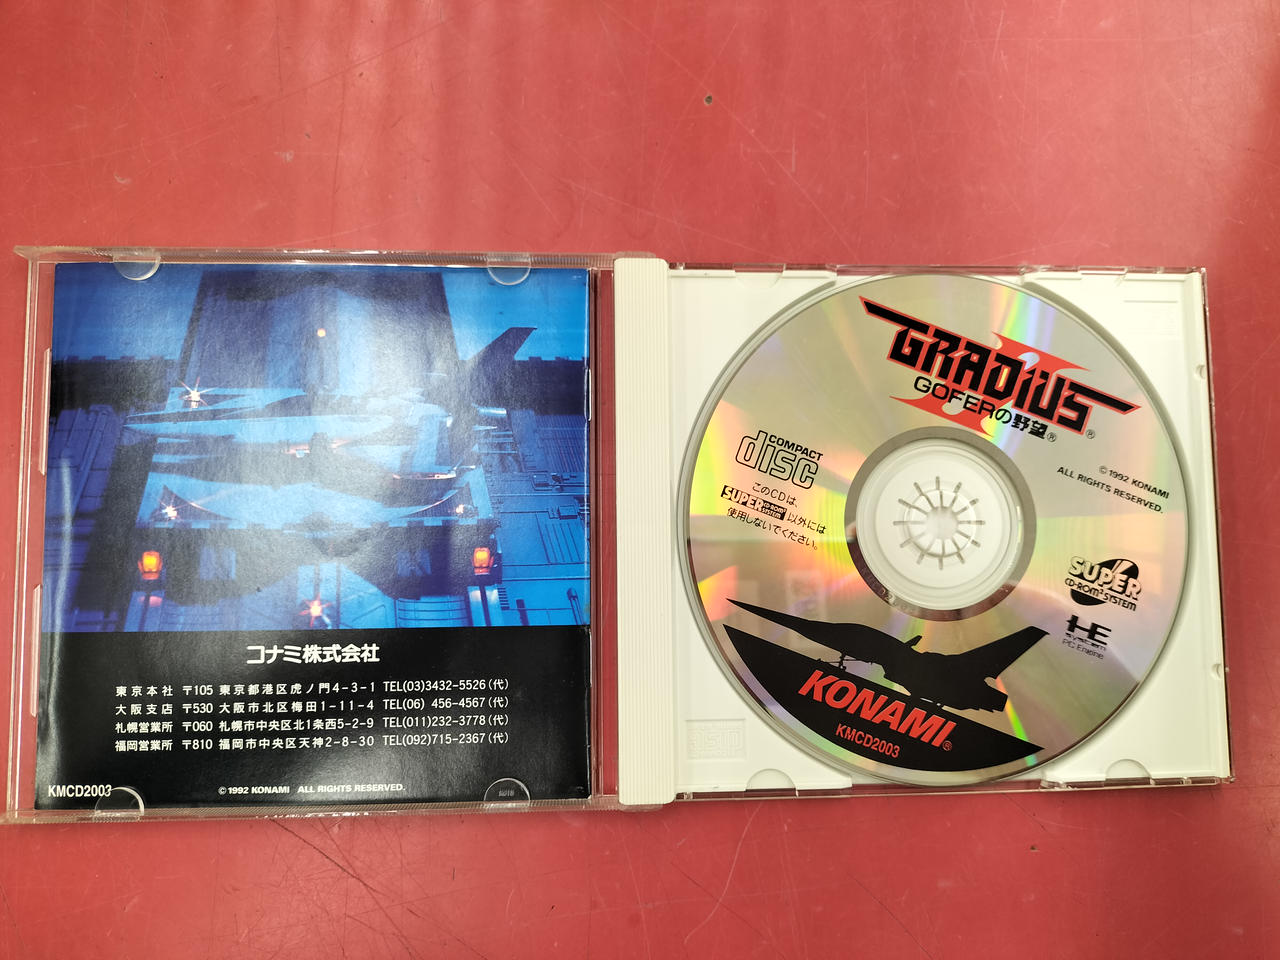 コナミ株式会社
東京本社 〒105 東京都港区虎ノ門4-3-1 TEL(03)3432-5526(代)
大阪支店 〒530 大阪市北区梅田1-11-4 TEL(06) 456-4567(代)
札幌営業所 〒060 札幌市中央区北1条西5-2-9 TEL(011)232-3778(代)
福岡営業所 〒810 福岡市中央区天神2-8-30 TEL(092)715-2367(代)
KMCD2003
©1992 KONAMI ALL RIGHTS RESERVED.
GRADIUS II
GOFERの野望®
®
COMPACT
disc
このCDは、
SUPER CD-ROM² SYSTEM 以外には
使用しないでください。
©1992 KONAMI
ALL RIGHTS RESERVED.
SUPER
CD-ROM² SYSTEM
HE
System
PC Engine
KONAMI®
KMCD2003